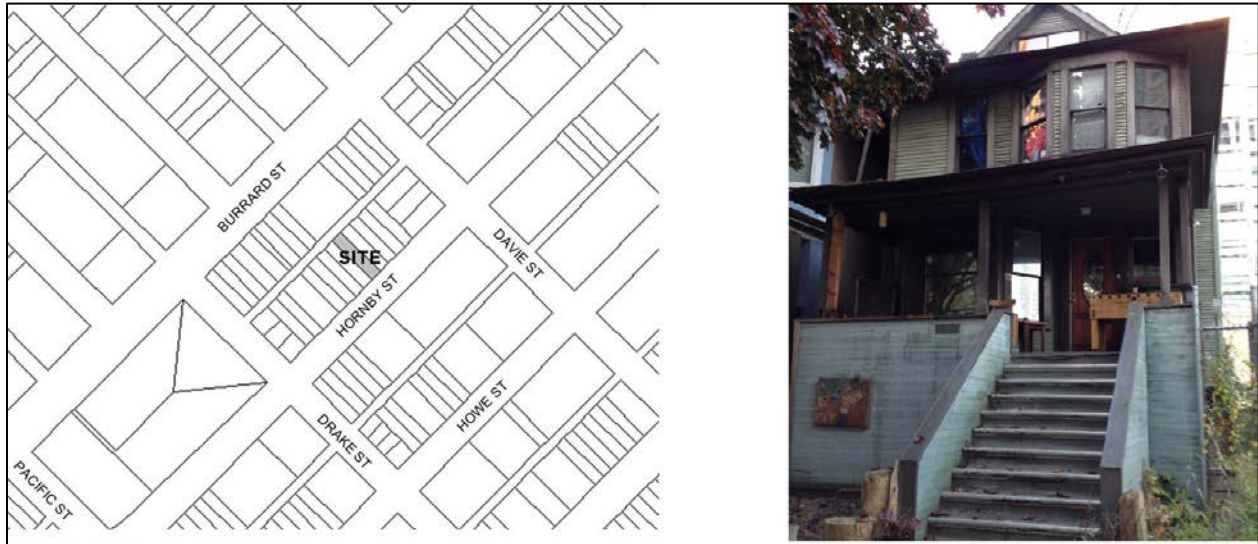 BURRARD ST
SITE
DAVIE ST
HORNBY ST
HOWE ST
DRAKE ST
PACIFIC ST